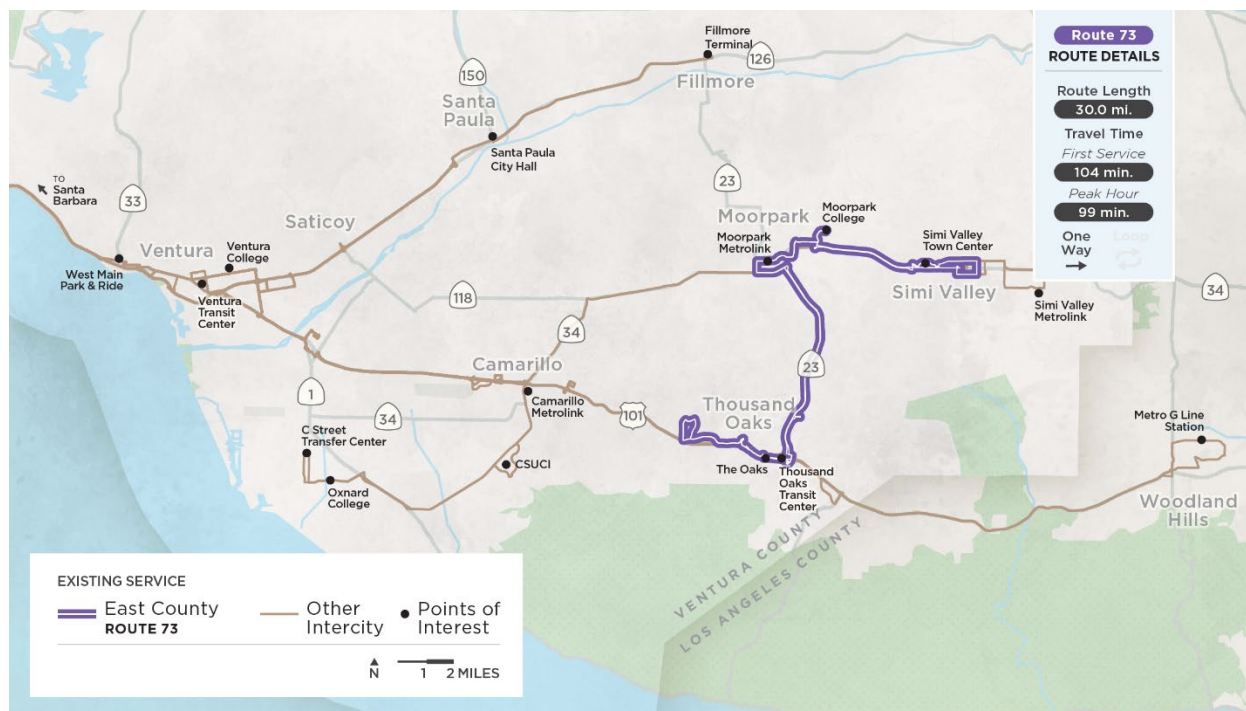 Route 73
ROUTE DETAILS
Route Length
30.0 mi.
Travel Time
First Service
104 min.
Peak Hour
99 min.
One
Way
Loop
Fillmore
Terminal
126
Fillmore
150
Santa
Paula
Santa Paula
City Hall
TO
Santa
Barbara
33
Saticoy
23
Moorpark
College
Moorpark
Moorpark
Metrolink
Simi Valley
Town Center
Ventura
Ventura
College
West Main
Park & Ride
Ventura
Transit
Center
118
Simi Valley
Simi Valley
Metrolink
34
34
Camarillo
23
1
Camarillo
Metrolink
101
Thousand
Oaks
34
C Street
Transfer Center
Metro G Line
Station
CSUCI
The Oaks
Thousand
Oaks
Transit
Center
Oxnard
College
Woodland
Hills
VENTURA COUNTY
LOS ANGELES COUNTY
EXISTING SERVICE
East County
ROUTE 73
Other
Intercity
Points of
Interest
N
1 2 MILES